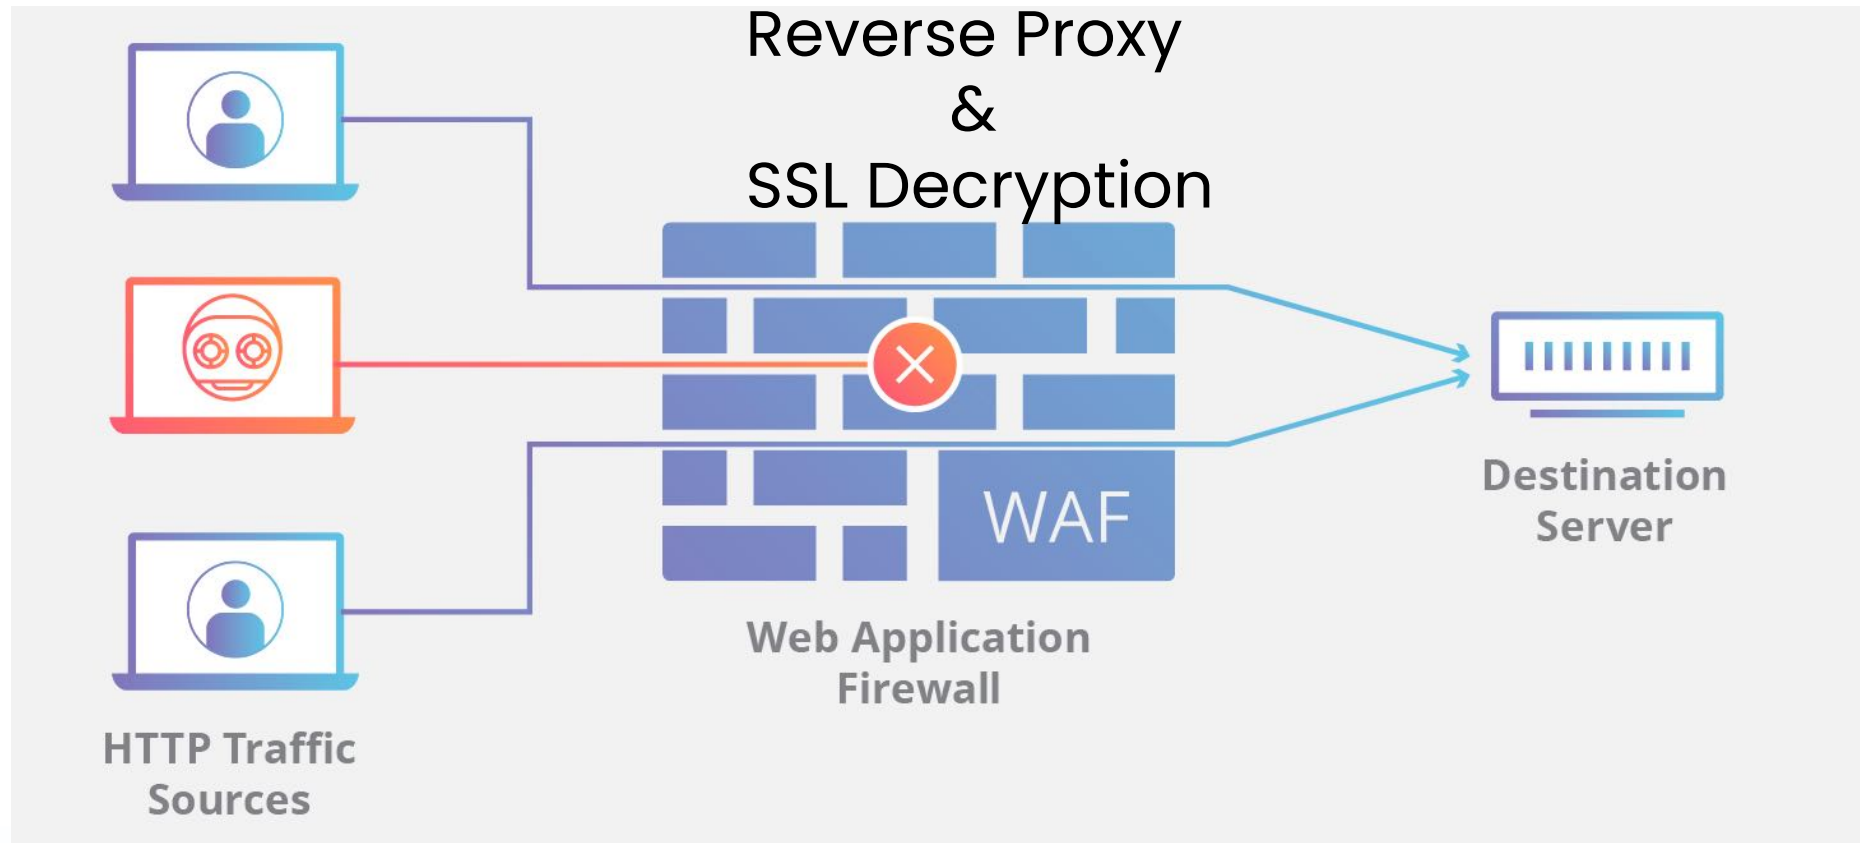 Reverse Proxy
&
SSL Decryption
WAF
Destination
Server
Web Application
Firewall
HTTP Traffic
Sources